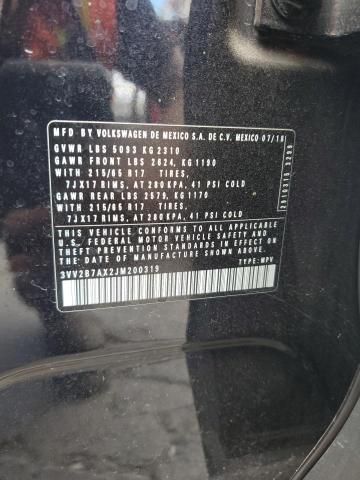 MFD BY VOLKSWAGEN DE MEXICO S.A. DE C.V. MEXICO 07/18
GVWR LBS 5093 KG 2310
GAWR FRONT LBS 2624, KG 1190
WITH 215/65 R17 TIRES,
7JX17 RIMS, AT 280 KPA, 41 PSI COLD
GAWR REAR LBS 2579, KG 1170
WITH 215/65 R17 TIRES,
7JX17 RIMS, AT 280 KPA, 41 PSI COLD
THIS VEHICLE CONFORMS TO ALL APPLICABLE
U.S. FEDERAL MOTOR VEHICLE SAFETY AND
THEFT PREVENTION STANDARDS IN EFFECT ON
THE DATE OF MANUFACTURE SHOWN ABOVE.
3VV2B7AX2JM200319 TYPE: MPV